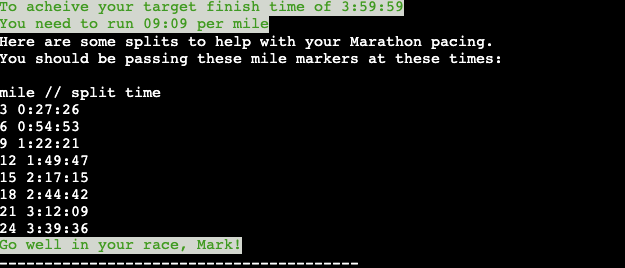 To acheive your target finish time of 3:59:59
You need to run 09:09 per mile
Here are some splits to help with your Marathon pacing.
You should be passing these mile markers at these times:
mile // split time
3 0:27:26
6 0:54:53
9 1:22:21
12 1:49:47
15 2:17:15
18 2:44:42
21 3:12:09
24 3:39:36
Go well in your race, Mark!
----------------------------------------